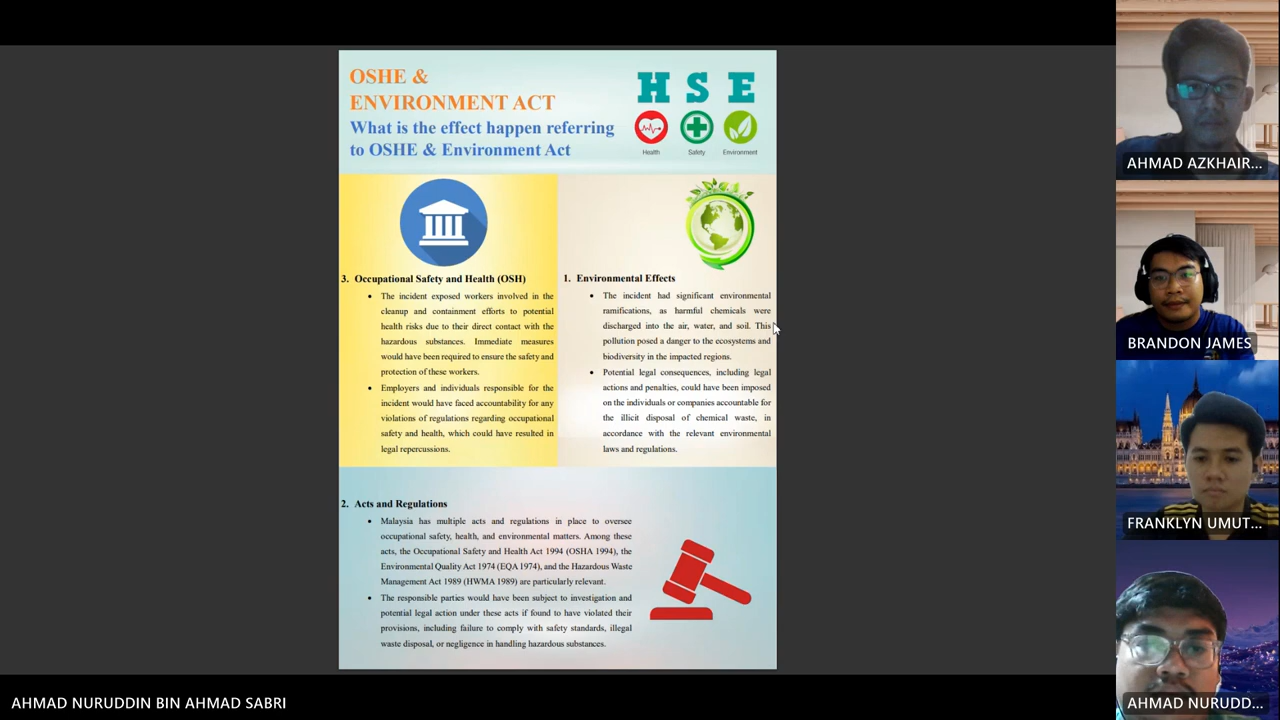 OSHE &
ENVIRONMENT ACT
What is the effect happen referring
to OSHE & Environment Act
H S E
Health Safety Environment
3. Occupational Safety and Health (OSH)
• The incident exposed workers involved in the
cleanup and containment efforts to potential
health risks due to their direct contact with the
hazardous substances. Immediate measures
would have been required to ensure the safety and
protection of these workers.
• Employers and individuals responsible for the
incident would have faced accountability for any
violations of regulations regarding occupational
safety and health, which could have resulted in
legal repercussions.
1. Environmental Effects
• The incident had significant environmental
ramifications, as harmful chemicals were
discharged into the air, water, and soil. This
pollution posed a danger to the ecosystems and
biodiversity in the impacted regions.
• Potential legal consequences, including legal
actions and penalties, could have been imposed
on the individuals or companies accountable for
the illicit disposal of chemical waste, in
accordance with the relevant environmental
laws and regulations.
2. Acts and Regulations
• Malaysia has multiple acts and regulations in place to oversee
occupational safety, health, and environmental matters. Among these
acts, the Occupational Safety and Health Act 1994 (OSHA 1994), the
Environmental Quality Act 1974 (EQA 1974), and the Hazardous Waste
Management Act 1989 (HWMA 1989) are particularly relevant.
• The responsible parties would have been subject to investigation and
potential legal action under these acts if found to have violated their
provisions, including failure to comply with safety standards, illegal
waste disposal, or negligence in handling hazardous substances.
AHMAD AZKHAIR...
BRANDON JAMES
FRANKLYN UMUT...
AHMAD NURUDD...
AHMAD NURUDDIN BIN AHMAD SABRI